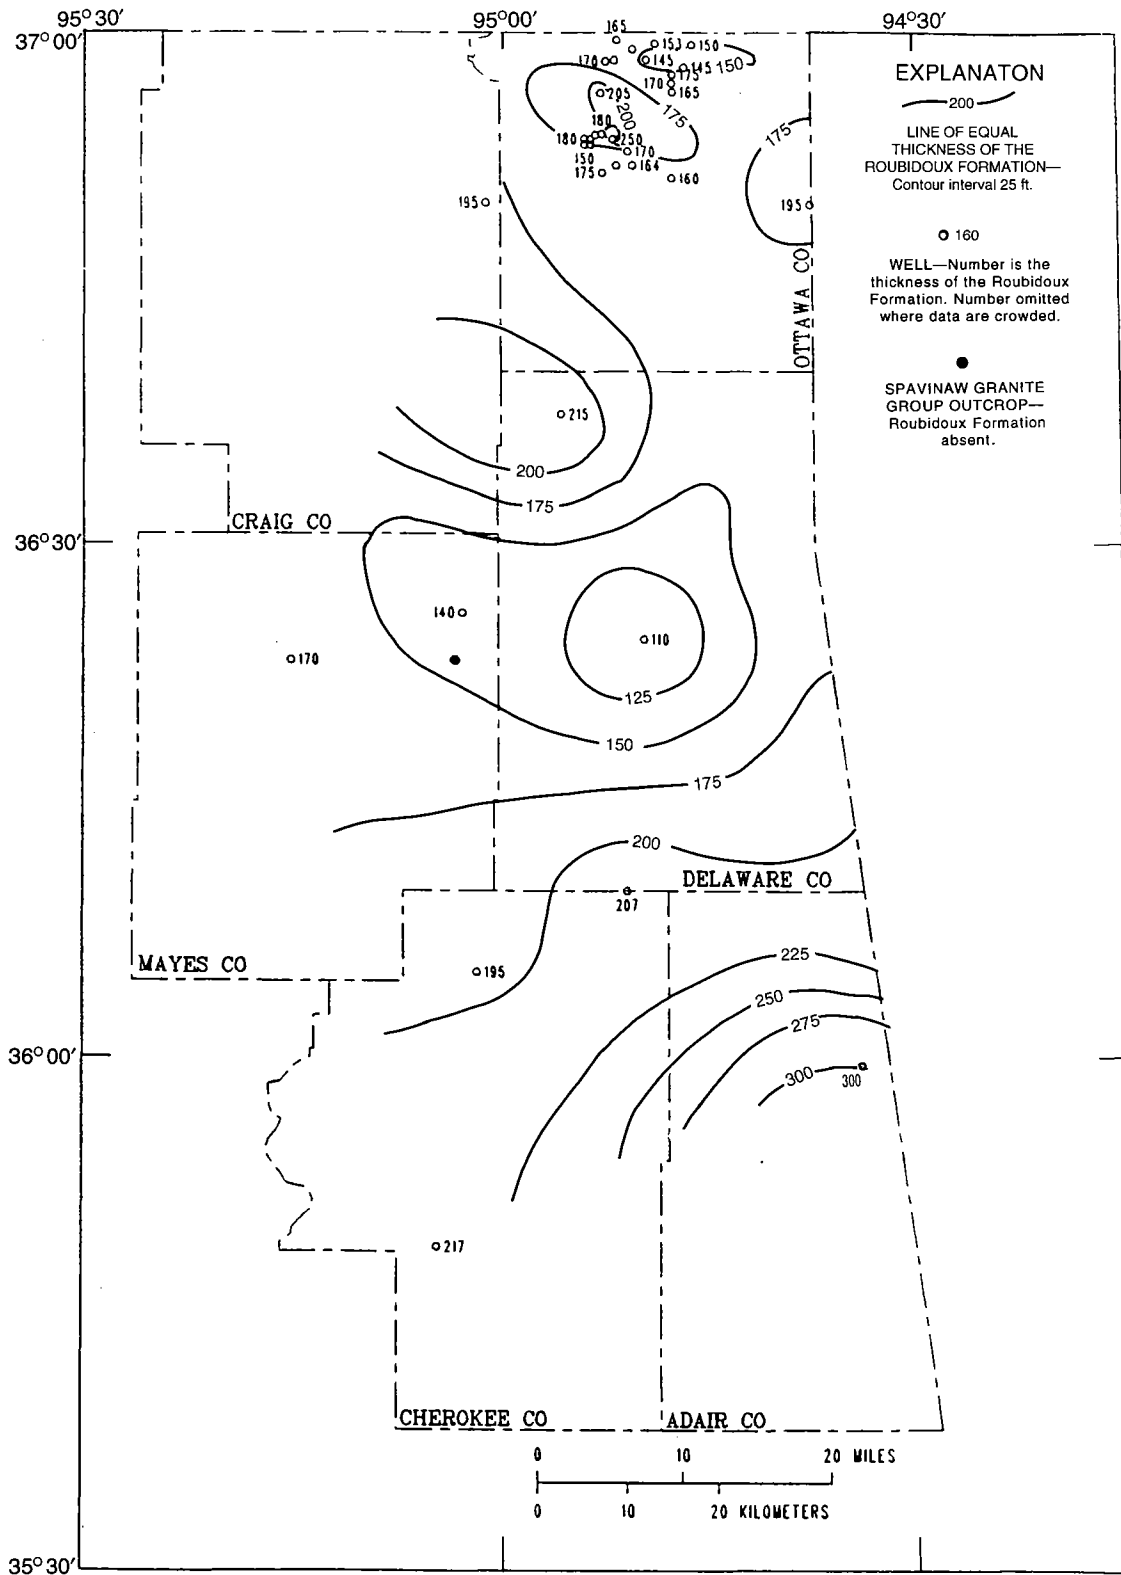 95°30′
95°00′
94°30′
37°00′
165
153
150
170
145
145
150
175
170
165
205
200
175
180
180
250
170
150
164
175
160
175
195
195
OTTAWA CO
215
200
175
CRAIG CO
36°30′
140
110
170
125
150
175
200
DELAWARE CO
207
MAYES CO
195
225
250
275
36°00′
300
300
217
CHEROKEE CO
ADAIR CO
0 10 20 MILES
0 10 20 KILOMETERS
35°30′
EXPLANATON
200
LINE OF EQUAL
THICKNESS OF THE
ROUBIDOUX FORMATION—
Contour interval 25 ft.
160
WELL—Number is the
thickness of the Roubidoux
Formation. Number omitted
where data are crowded.
SPAVINAW GRANITE
GROUP OUTCROP—
Roubidoux Formation
absent.